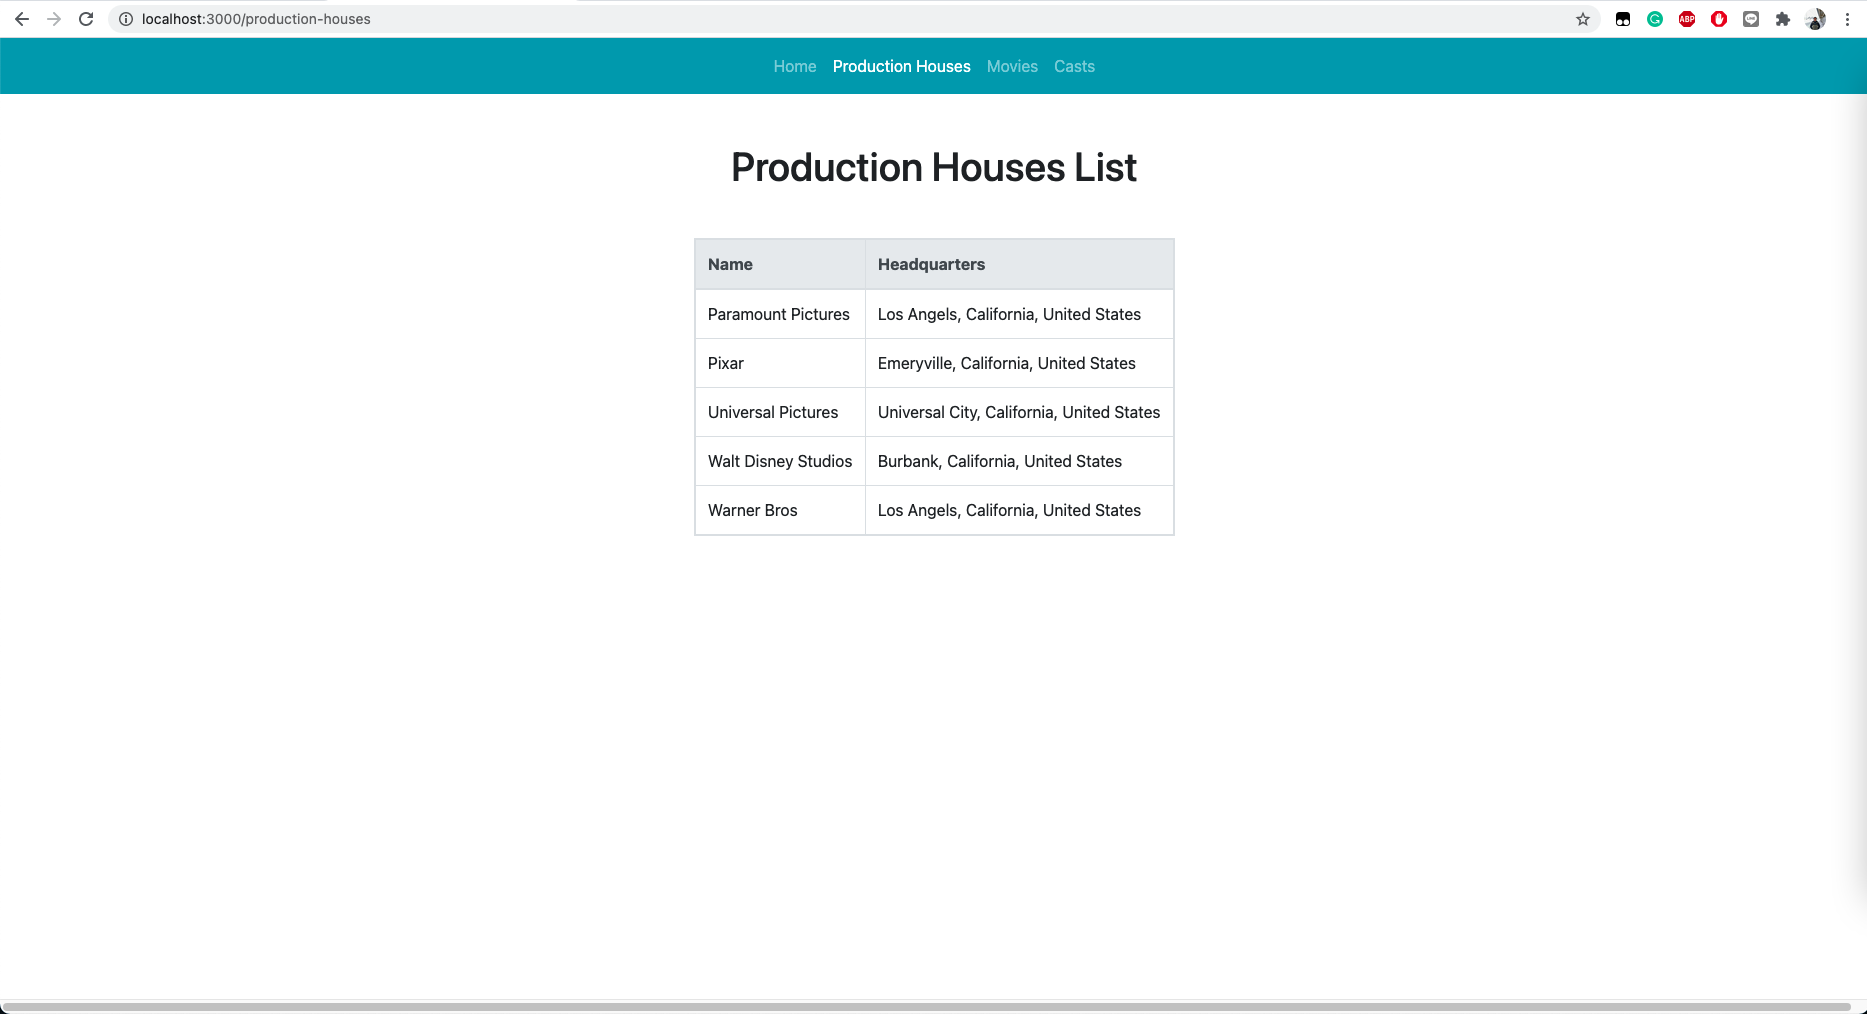 localhost:3000/production-houses
ABP
Home Production Houses Movies Casts
Production Houses List
Name Headquarters
Paramount Pictures Los Angels, California, United States
Pixar Emeryville, California, United States
Universal Pictures Universal City, California, United States
Walt Disney Studios Burbank, California, United States
Warner Bros Los Angels, California, United States